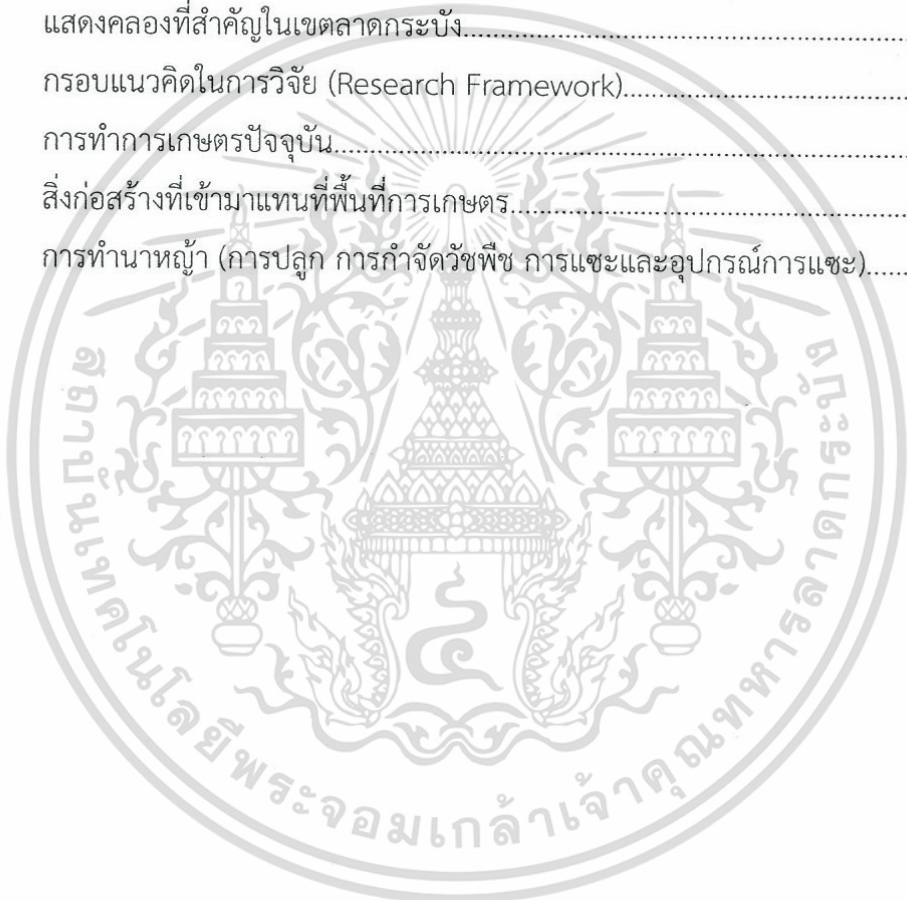 แสดงคลองที่สำคัญในเขตลาดกระบัง................................................................
กรอบแนวคิดในการวิจัย (Research Framework)..........................................
การทำการเกษตรปัจจุบัน...................................................................................
สิ่งก่อสร้างที่เข้ามาแทนที่พื้นที่การเกษตร.........................................................
การทำนาหญ้า (การปลูก การกำจัดวัชพืช การแซะและอุปกรณ์การแซะ)......
สถาบันเทคโนโลยีพระจอมเกล้าเจ้าคุณทหารลาดกระบัง
๔